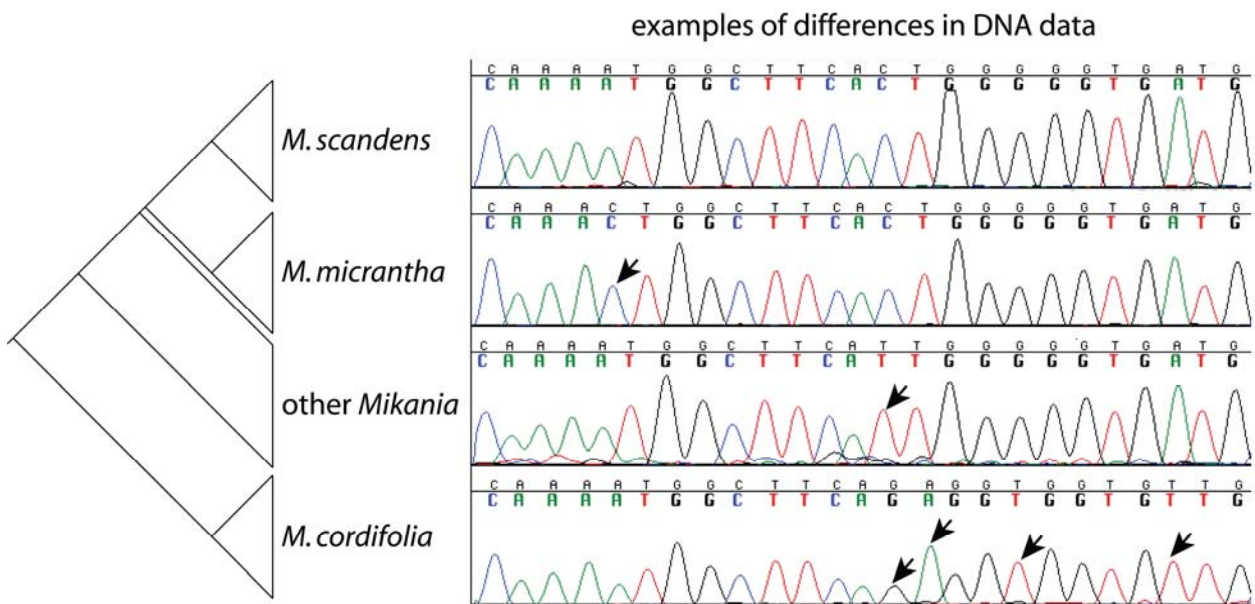 examples of differences in DNA data
C A A A A T G G C T T C A C T G G G G G T G A T G
C A A A A T G G C T T C A C T G G G G G T G A T G
M. scandens
C A A A C T G G C T T C A C T G G G G G T G A T G
C A A A C T G G C T T C A C T G G G G G T G A T G
M. micrantha
C A A A A T G G C T T C A T T G G G G G T G A T G
C A A A A T G G C T T C A T T G G G G G T G A T G
other Mikania
C A A A A T G G C T T C A G A G G T G G T G T T G
C A A A A T G G C T T C A G A G G T G G T G T T G
M. cordifolia